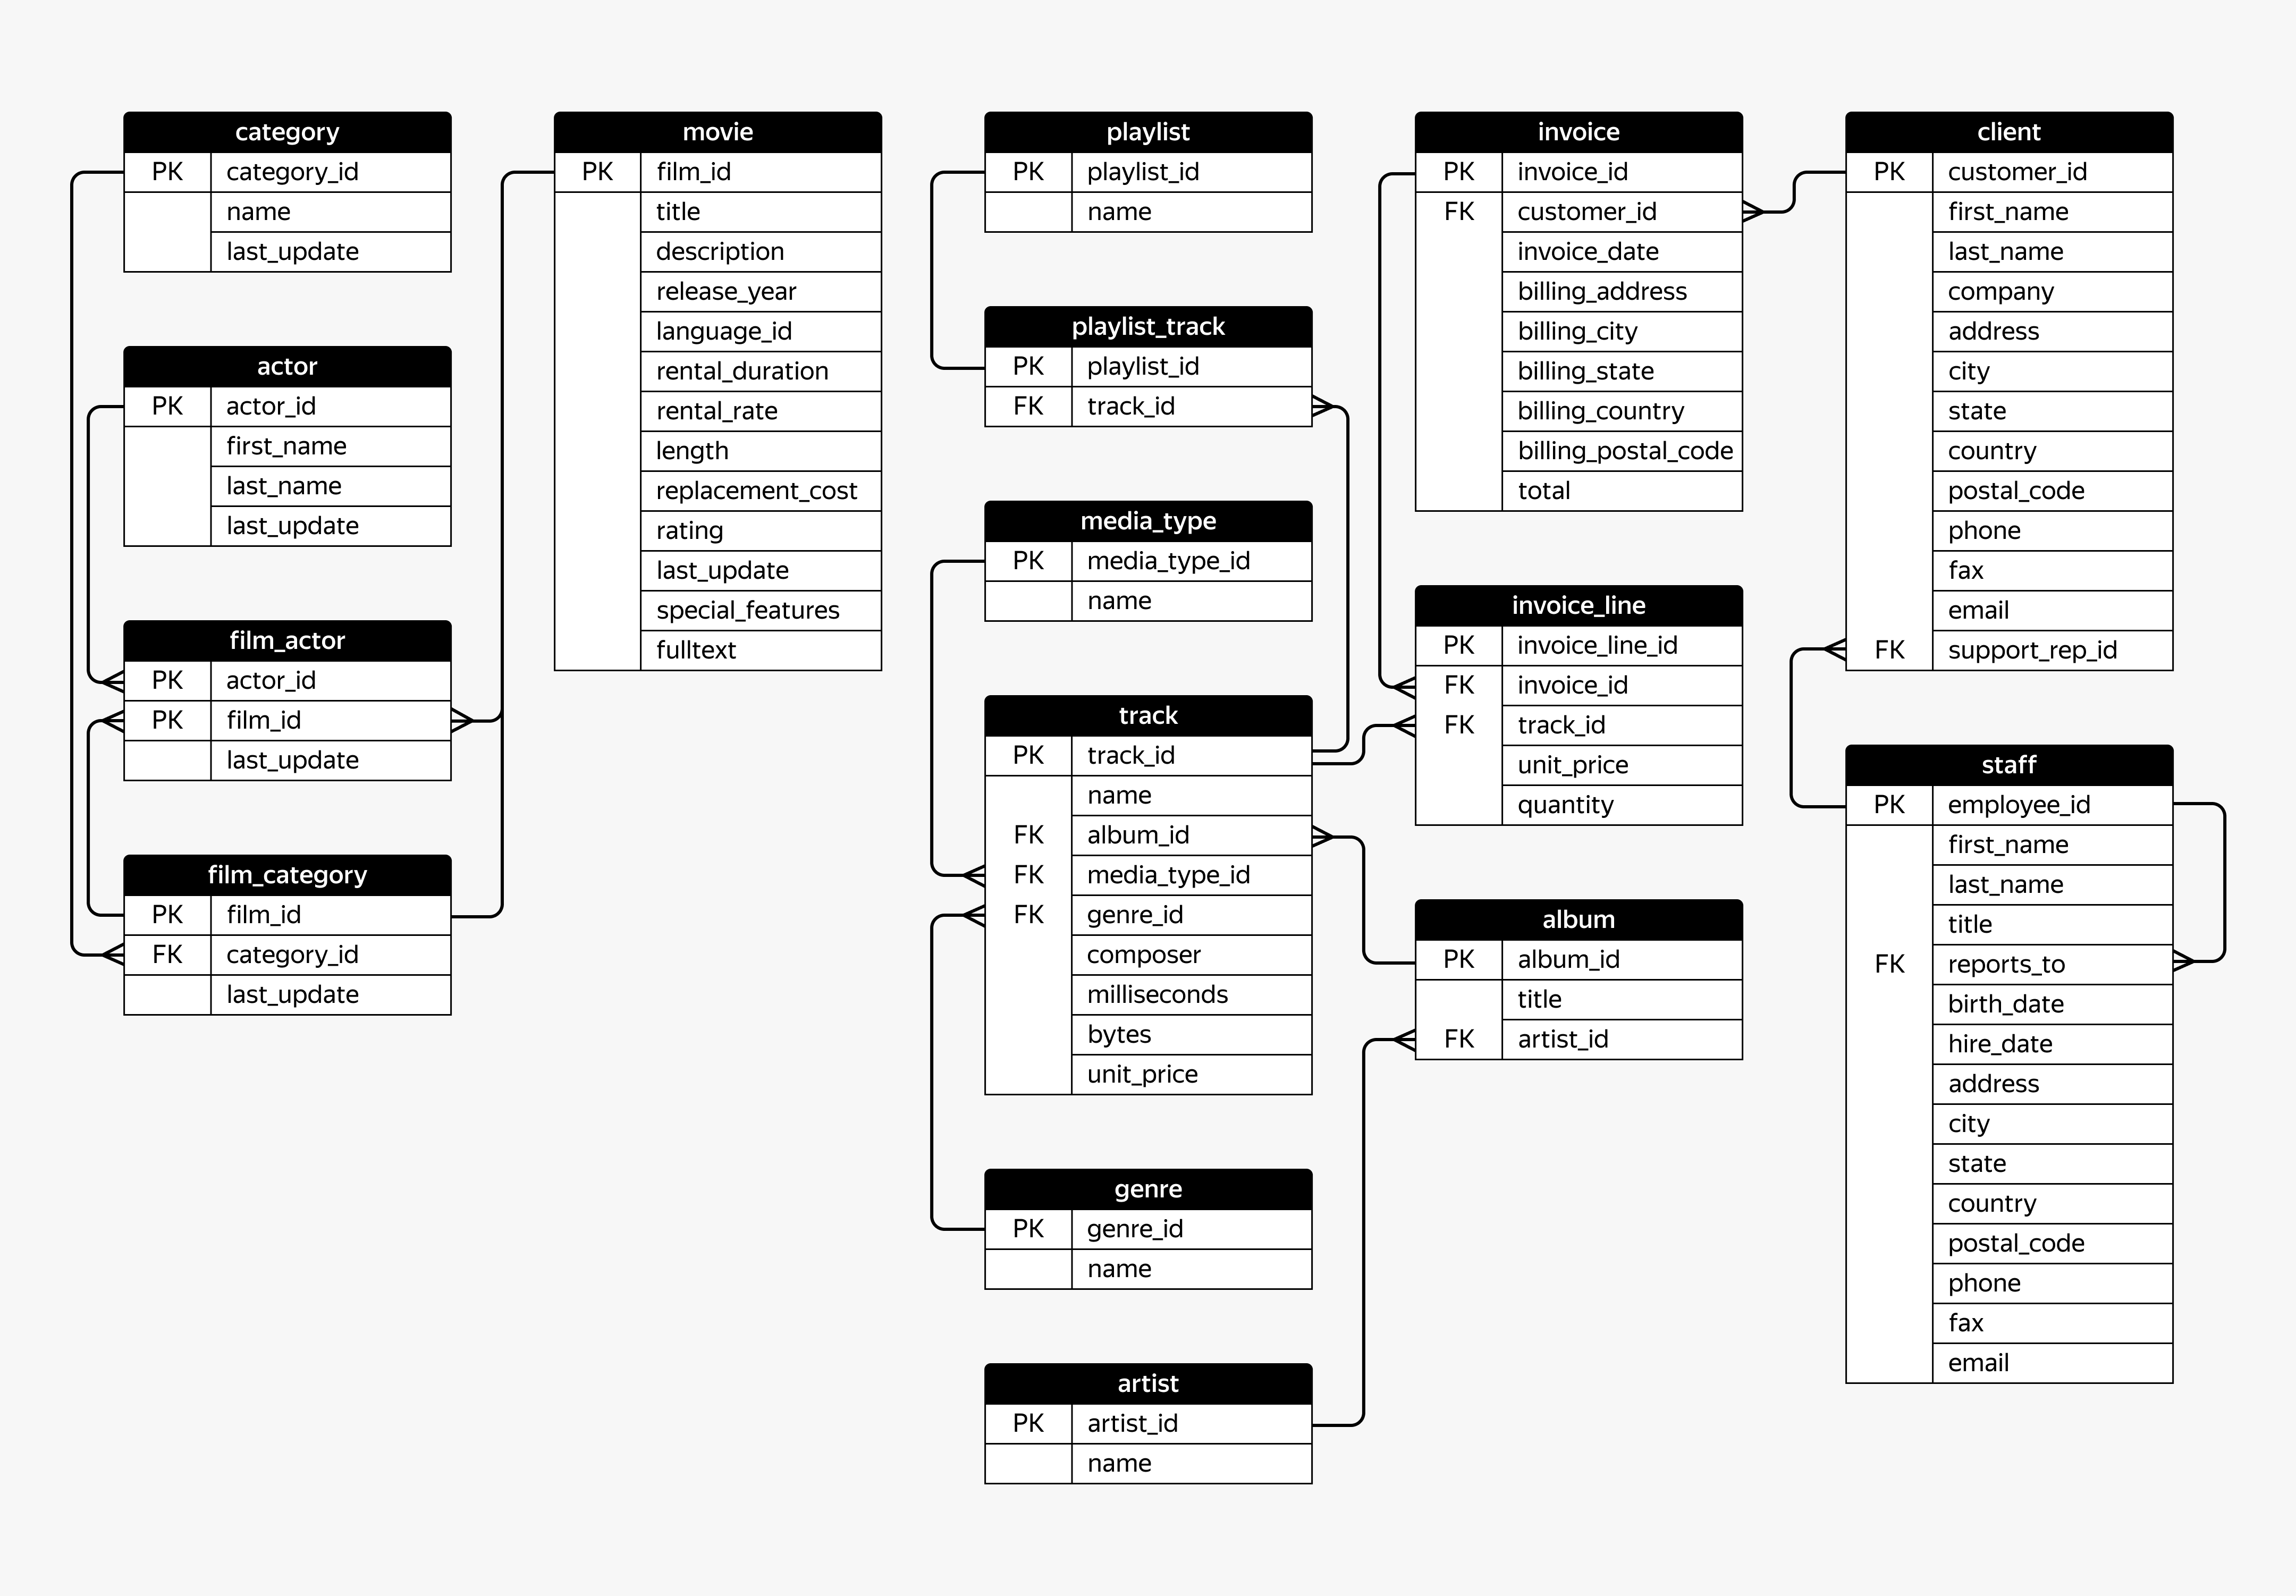 category
PK category_id
name
last_update
actor
PK actor_id
first_name
last_name
last_update
film_actor
PK actor_id
PK film_id
last_update
film_category
PK film_id
FK category_id
last_update
movie
PK film_id
title
description
release_year
language_id
rental_duration
rental_rate
length
replacement_cost
rating
last_update
special_features
fulltext
playlist
PK playlist_id
name
playlist_track
PK playlist_id
FK track_id
media_type
PK media_type_id
name
track
PK track_id
name
FK album_id
FK media_type_id
FK genre_id
composer
milliseconds
bytes
unit_price
genre
PK genre_id
name
artist
PK artist_id
name
invoice
PK invoice_id
FK customer_id
invoice_date
billing_address
billing_city
billing_state
billing_country
billing_postal_code
total
invoice_line
PK invoice_line_id
FK invoice_id
FK track_id
unit_price
quantity
album
PK album_id
title
FK artist_id
client
PK customer_id
first_name
last_name
company
address
city
state
country
postal_code
phone
fax
email
FK support_rep_id
staff
PK employee_id
first_name
last_name
title
FK reports_to
birth_date
hire_date
address
city
state
country
postal_code
phone
fax
email